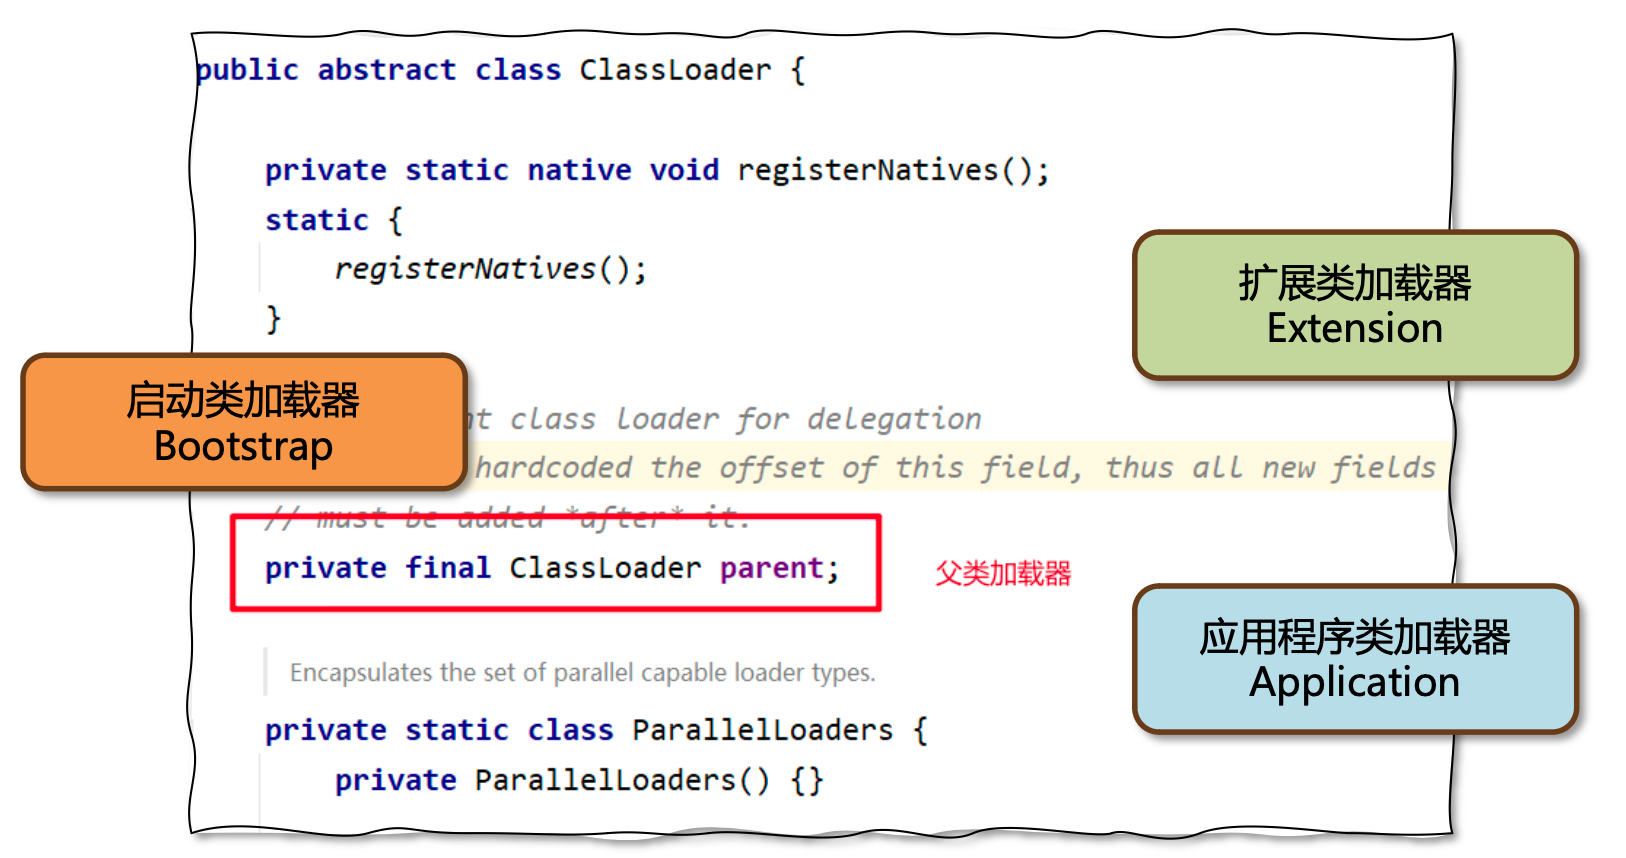 public abstract class ClassLoader {
private static native void registerNatives();
static {
registerNatives();
}
扩展类加载器
Extension
启动类加载器
Bootstrap
nt class loader for delegation
hardcoded the offset of this field, thus all new fields
// must be added *after* it.
private final ClassLoader parent;
父类加载器
应用程序类加载器
Application
Encapsulates the set of parallel capable loader types.
private static class ParallelLoaders {
private ParallelLoaders() {}